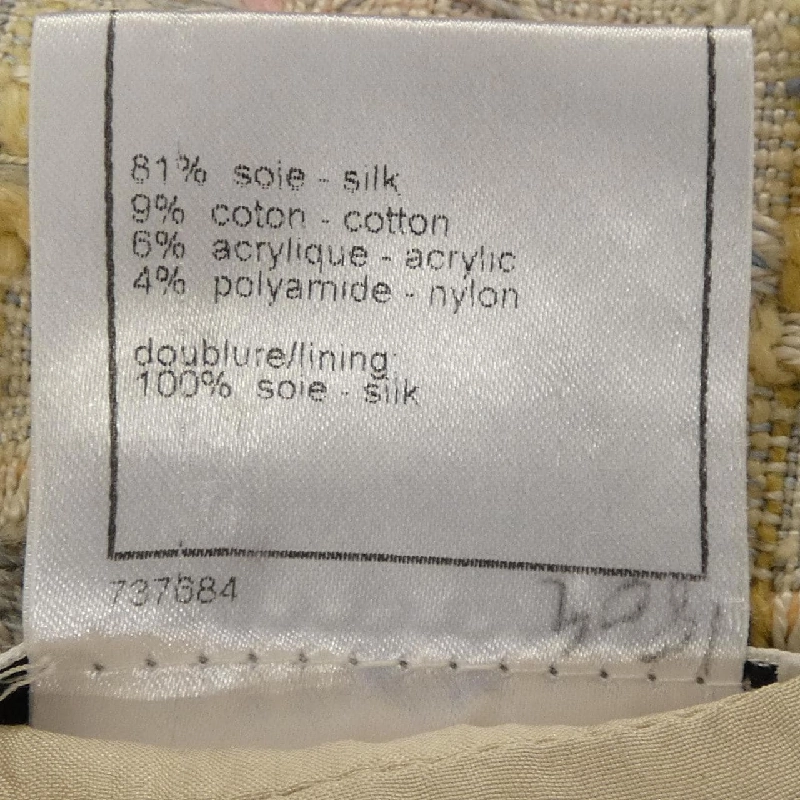 81% soie - silk
9% coton - cotton
6% acrylique - acrylic
4% polyamide - nylon
doublure/lining:
100% soie - silk
737684